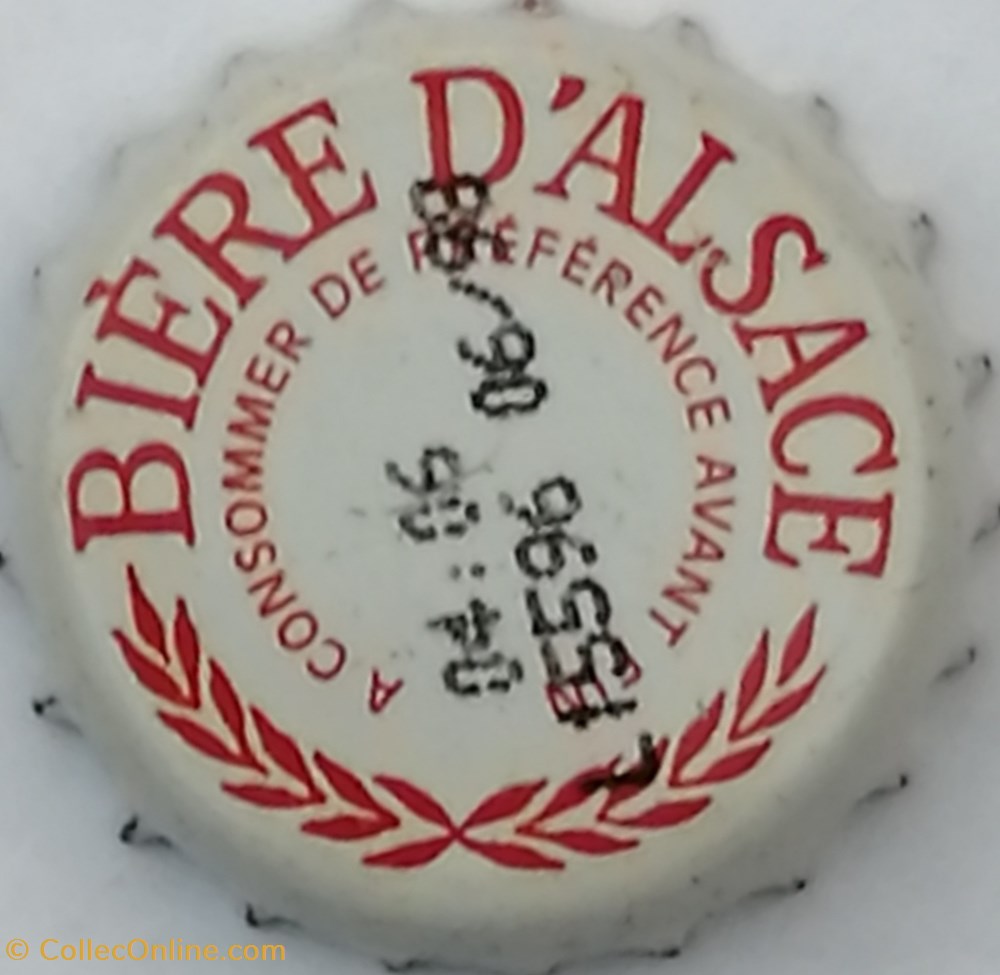 BIÈRE D'ALSACE
A CONSOMMER DE PRÉFÉRENCE AVANT
© CollecOnline.com